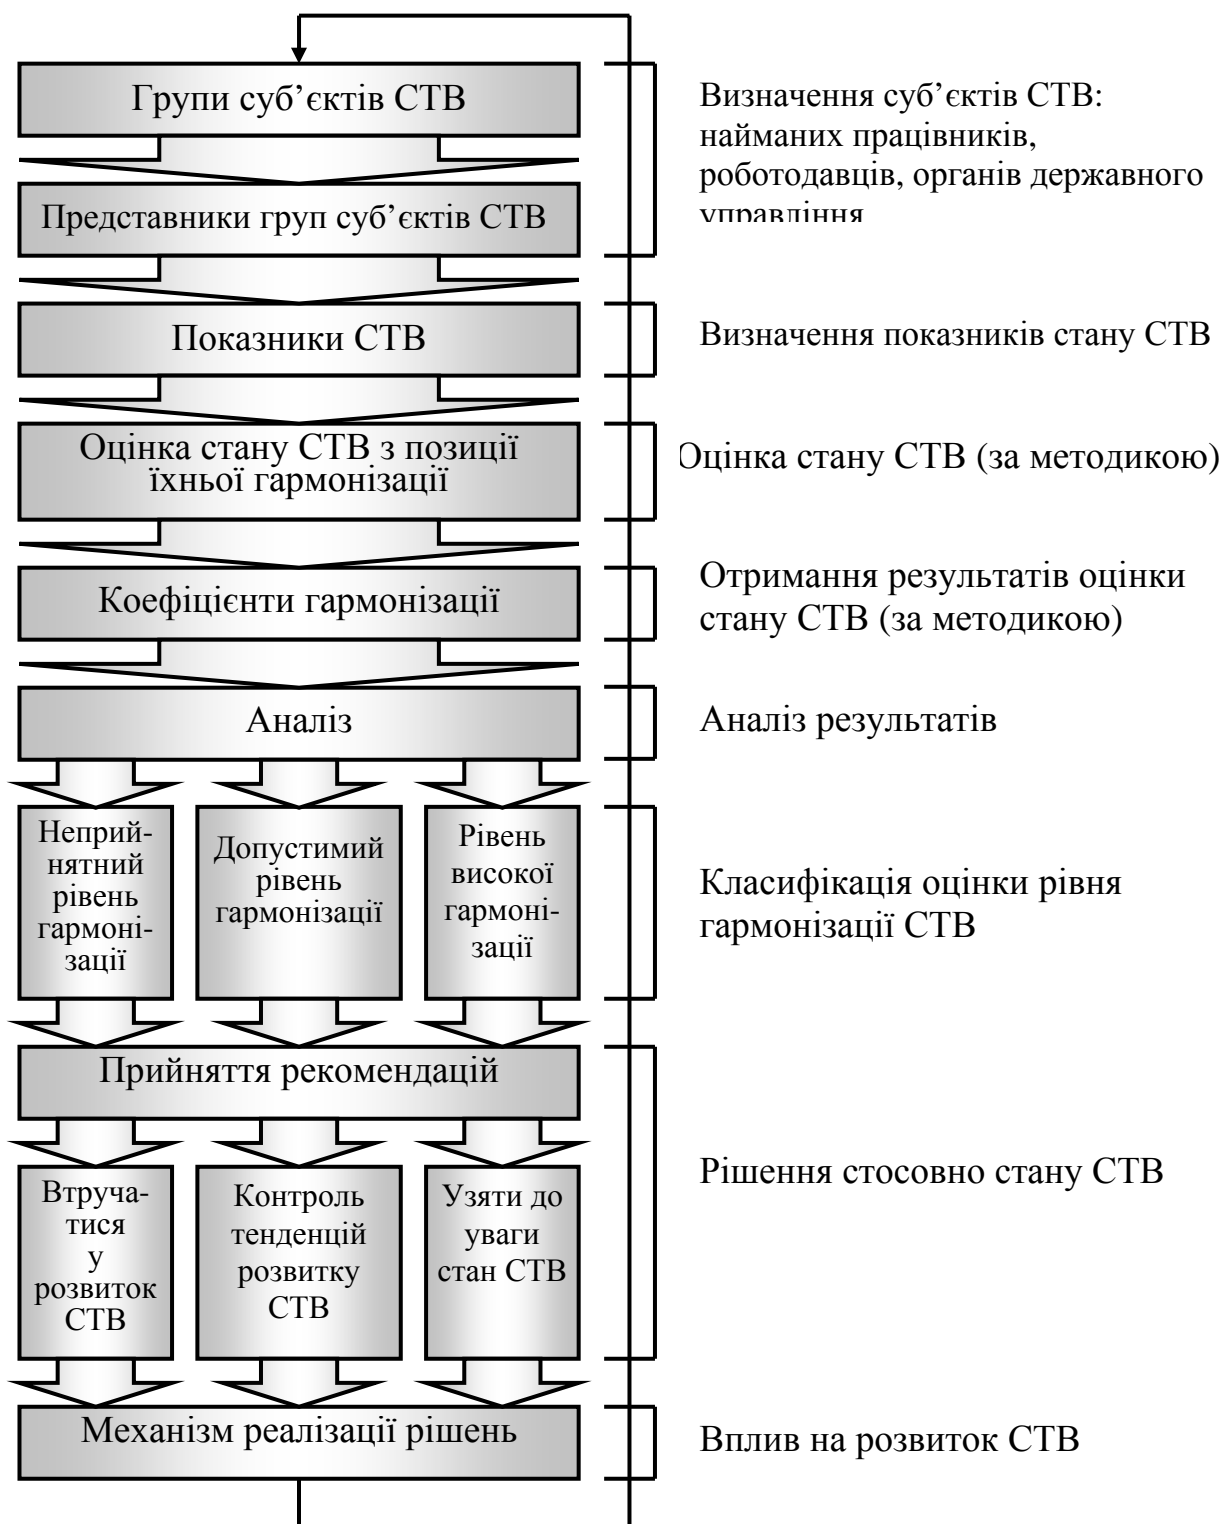 Групи суб’єктів СТВ
Визначення суб’єктів СТВ:
найманих працівників,
роботодавців, органів державного
управління
Представники груп суб’єктів СТВ
Показники СТВ
Визначення показників стану СТВ
Оцінка стану СТВ з позиції
їхньої гармонізації
Оцінка стану СТВ (за методикою)
Коефіцієнти гармонізації
Отримання результатів оцінки
стану СТВ (за методикою)
Аналіз
Аналіз результатів
Неприй-
нятний
рівень
гармоні-
зації
Допустимий
рівень
гармонізації
Рівень
високої
гармоні-
зації
Класифікація оцінки рівня
гармонізації СТВ
Прийняття рекомендацій
Втруча-
тися
у
розвиток
СТВ
Контроль
тенденцій
розвитку
СТВ
Узяти до
уваги
стан СТВ
Рішення стосовно стану СТВ
Механізм реалізації рішень
Вплив на розвиток СТВ